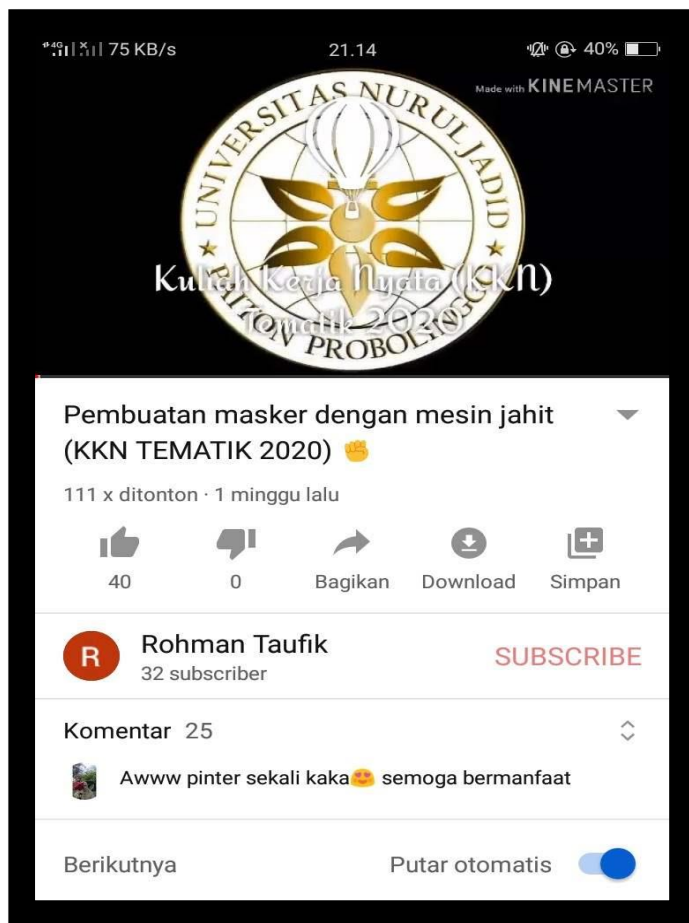 4G 75 KB/s 21.14 40%
Made with KINEMASTER
UNIVERSITAS NURUL JADID
PAITON PROBOLINGGO
Kuliah Kerja Nyata (KKN)
Tematik 2020
Pembuatan masker dengan mesin jahit
(KKN TEMATIK 2020) ✊
111 x ditonton · 1 minggu lalu
40 0 Bagikan Download Simpan
R
Rohman Taufik
32 subscriber
SUBSCRIBE
Komentar 25
Awww pinter sekali kaka😍 semoga bermanfaat
Berikutnya Putar otomatis